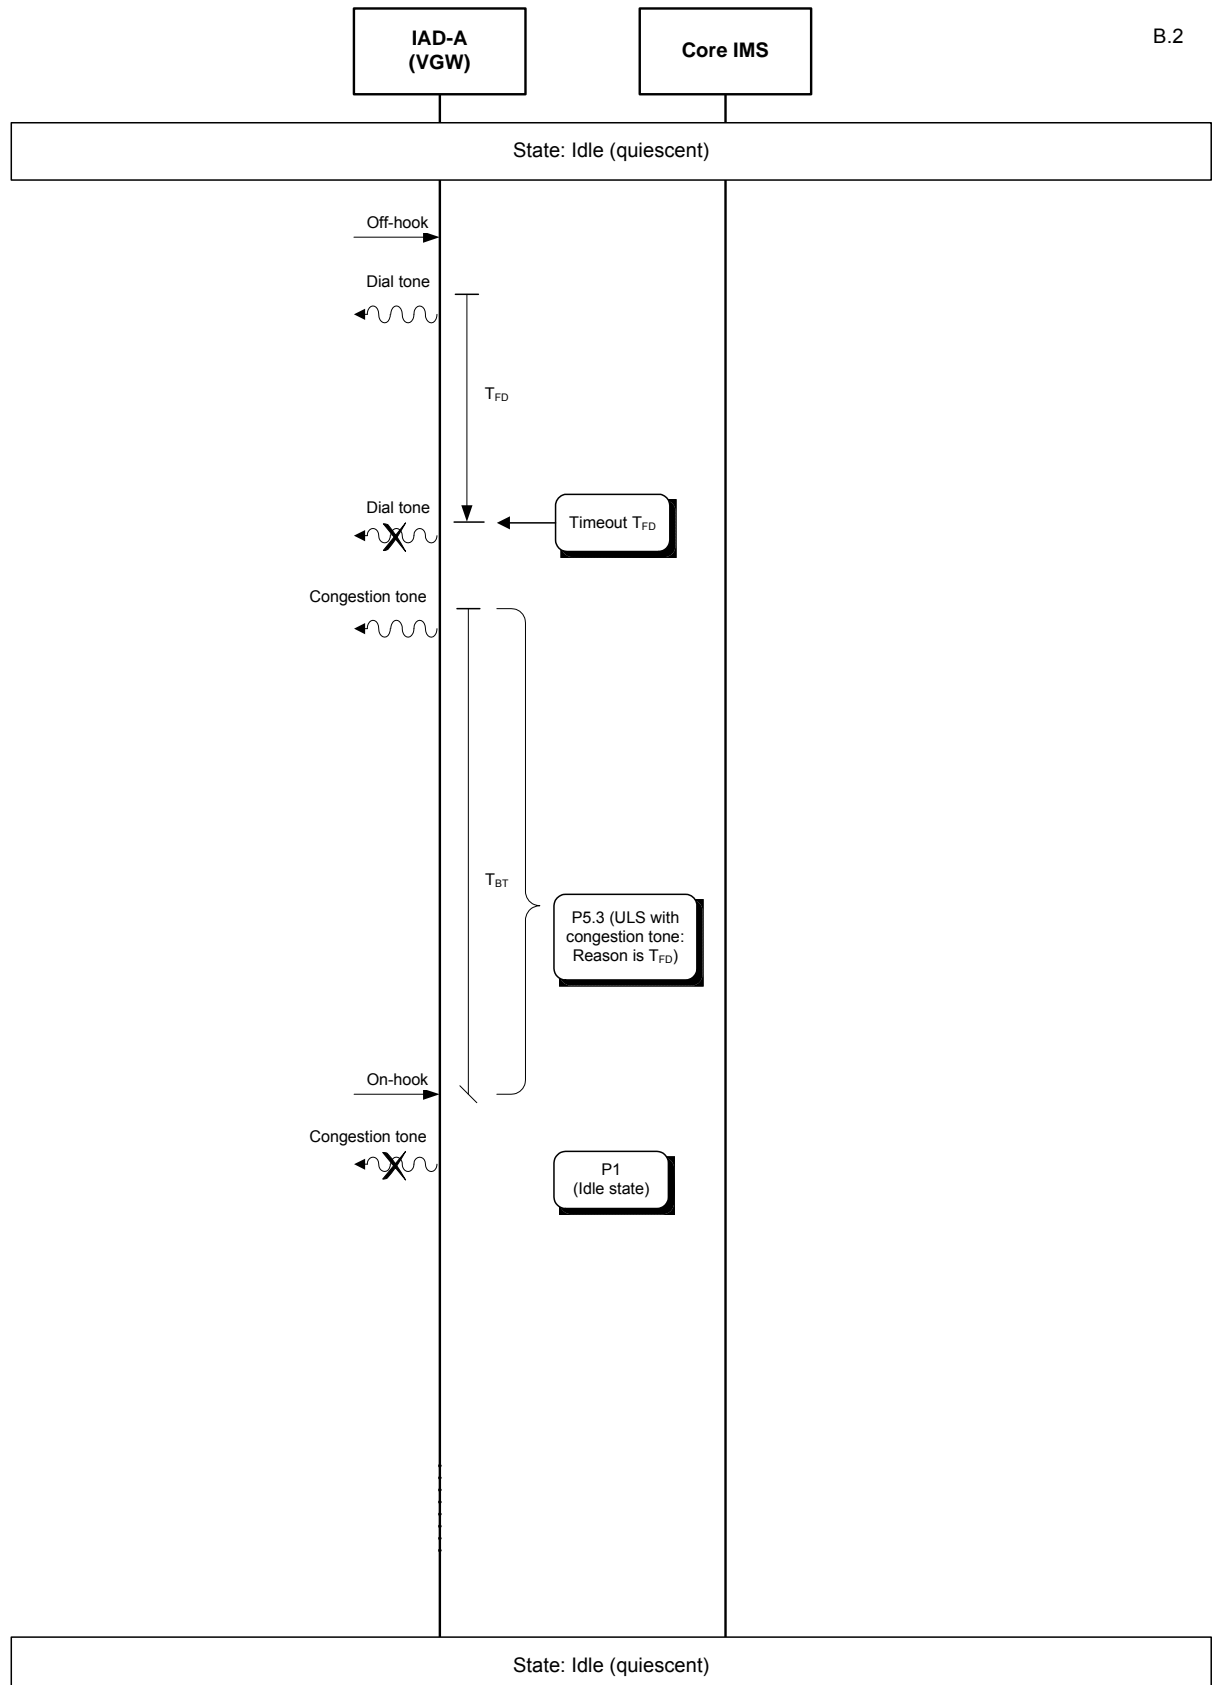 IAD-A
(VGW)
Core IMS
B.2
State: Idle (quiescent)
Off-hook
Dial tone
TFD
Dial tone
Timeout TFD
Congestion tone
TBT
P5.3 (ULS with
congestion tone:
Reason is TFD)
On-hook
Congestion tone
P1
(Idle state)
State: Idle (quiescent)